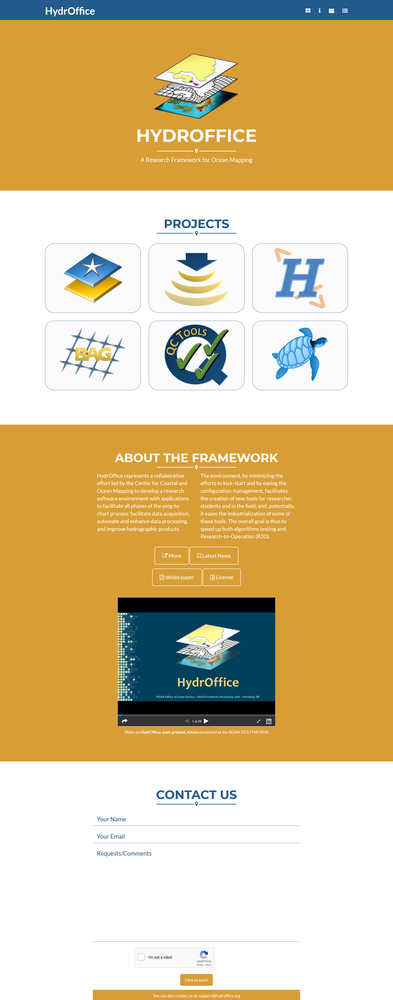 HydrOffice
HYDROFFICE
A Research Framework for Ocean Mapping
PROJECTS
H
BAG
QC TOOLS
ABOUT THE FRAMEWORK
HydrOffice represents a collaborative
effort led by the Center for Coastal and
Ocean Mapping to develop a research
software environment with applications
to facilitate all phases of the ping-to-
chart process: facilitate data acquisition,
automate and enhance data processing,
and improve hydrographic products.
The environment, by minimizing the
efforts to kick-start and by easing the
configuration management, facilitates
the creation of new tools for researcher,
students and in the field; and, potentially,
it eases the industrialization of some of
these tools. The overall goal is thus to
speed up both algorithms testing and
Research-to-Operation (R2O).
More
Latest News
White paper
License
HydrOffice
NOAA Office of Coast Survey – Field Procedures Workshop 2018 – Portland, OR
1 of 29
in
Slides on HydrOffice: past, present, future presented at the NOAA OCS FPW 2018
CONTACT US
Your Name
Your Email
Requests/Comments
I'm not a robot
reCAPTCHA
Privacy - Terms
Click to send!
You can also contact us at: support@hydroffice.org